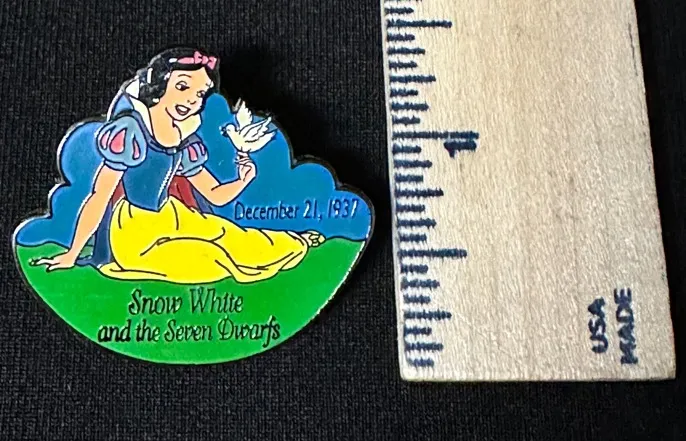 December 21, 1937
Snow White
and the Seven Dwarfs
1
USA
MADE